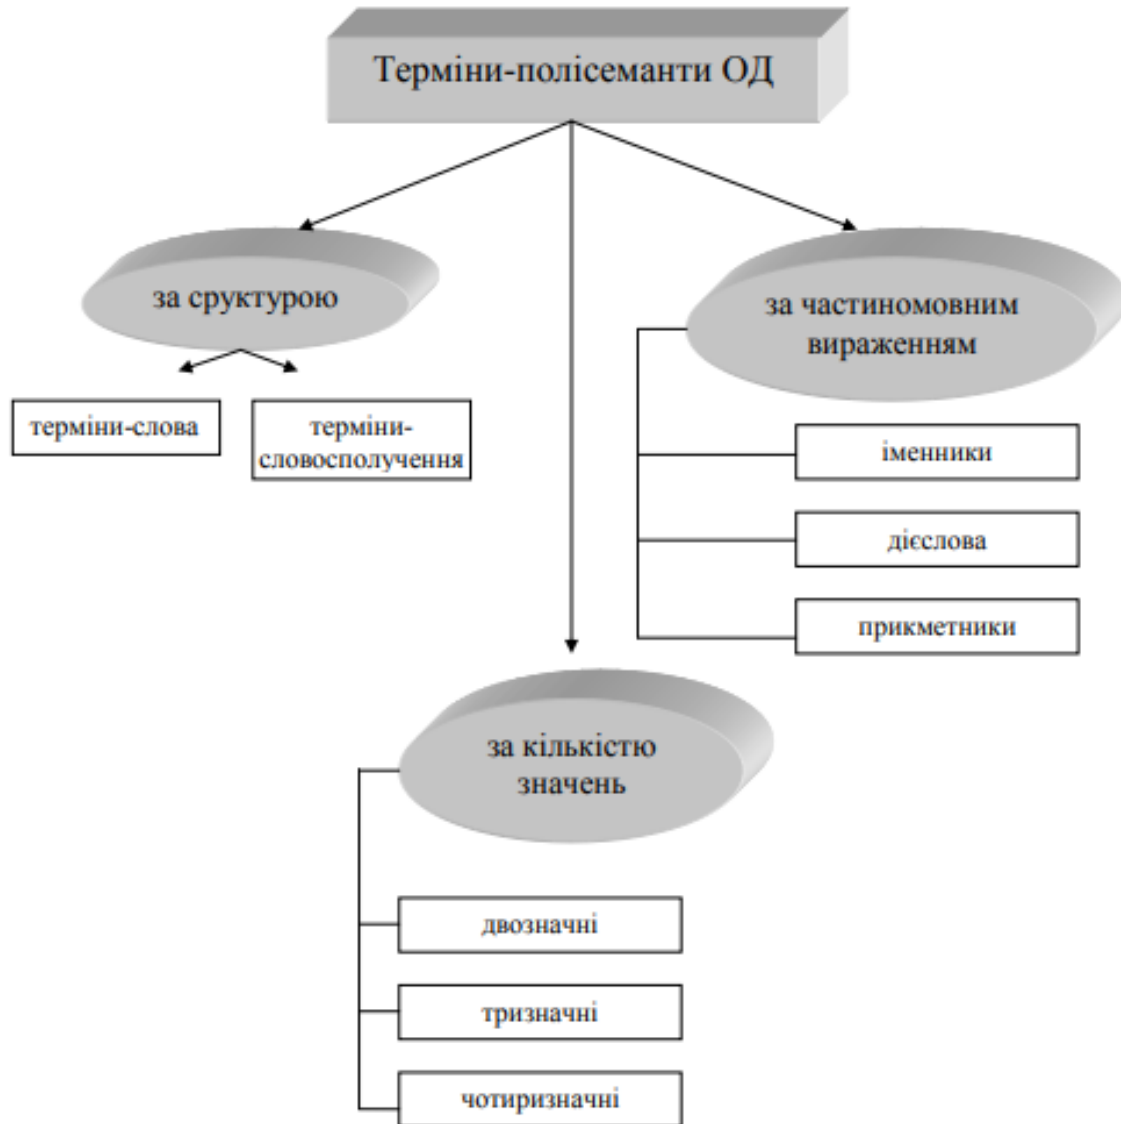 Терміни-полісеманти ОД
за сруктурою
терміни-слова
терміни-
словосполучення
за частиномовним
вираженням
іменники
дієслова
прикметники
за кількістю
значень
двозначні
тризначні
чотиризначні